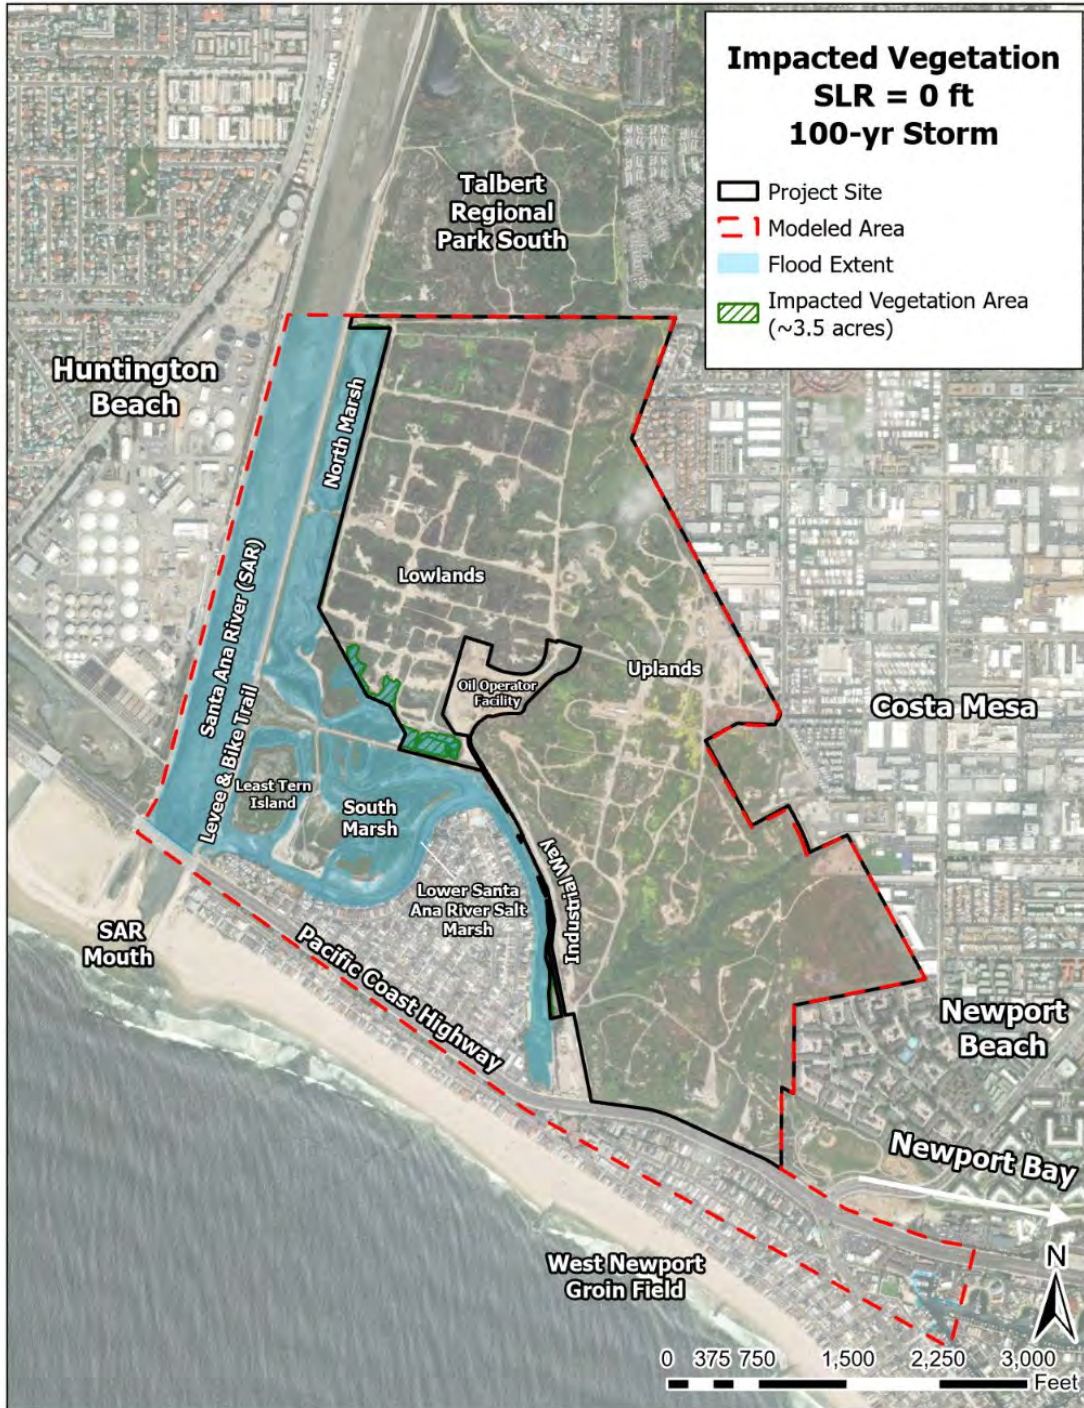 Impacted Vegetation
SLR = 0 ft
100-yr Storm
Project Site
Modeled Area
Flood Extent
Impacted Vegetation Area
(~3.5 acres)
Talbert
Regional
Park South
Huntington
Beach
North Marsh
Santa Ana River (SAR)
Levee & Bike Trail
Lowlands
Oil Operator
Facility
Uplands
Costa Mesa
Least Tern
Island
South
Marsh
Lower Santa
Ana River Salt
Marsh
Industrial Way
SAR
Mouth
Pacific Coast Highway
Newport
Beach
Newport Bay
West Newport
Groin Field
N
0 375 750 1,500 2,250 3,000
Feet